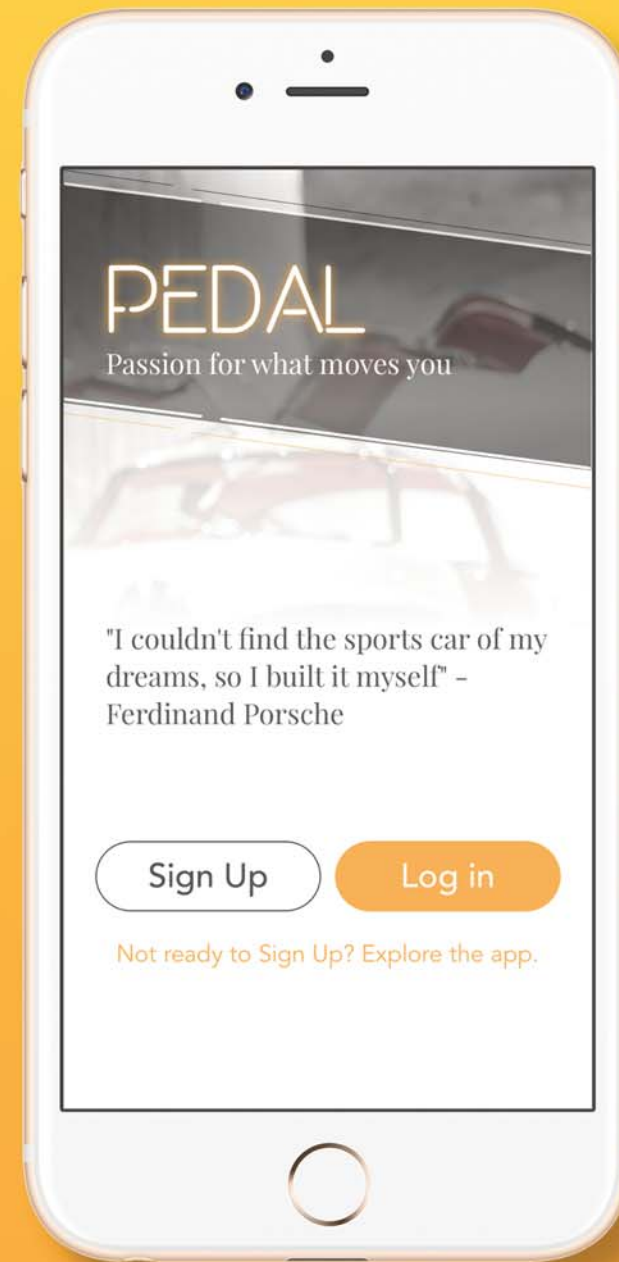 PEDAL
Passion for what moves you
"I couldn't find the sports car of my
dreams, so I built it myself" -
Ferdinand Porsche
Sign Up
Log in
Not ready to Sign Up? Explore the app.